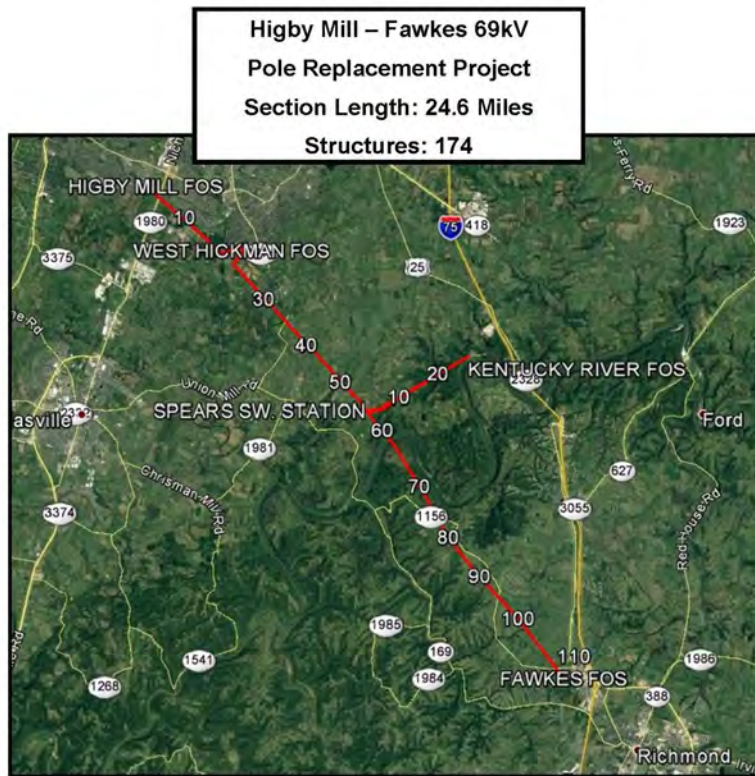 Higby Mill – Fawkes 69kV
Pole Replacement Project
Section Length: 24.6 Miles
Structures: 174
HIGBY MILL FOS
10
1980
WEST HICKMAN FOS
75
418
1923
3375
25
30
40
50
20
10
KENTUCKY RIVER FOS
2328
Union Mill Rd
SPEARS SW. STATION
60
asville
Ford
1981
627
Chrisman Mill Rd
70
Red House Rd
3374
1156
3055
80
90
100
1985
169
1541
1984
110
1986
1268
FAWKES FOS
388
Richmond